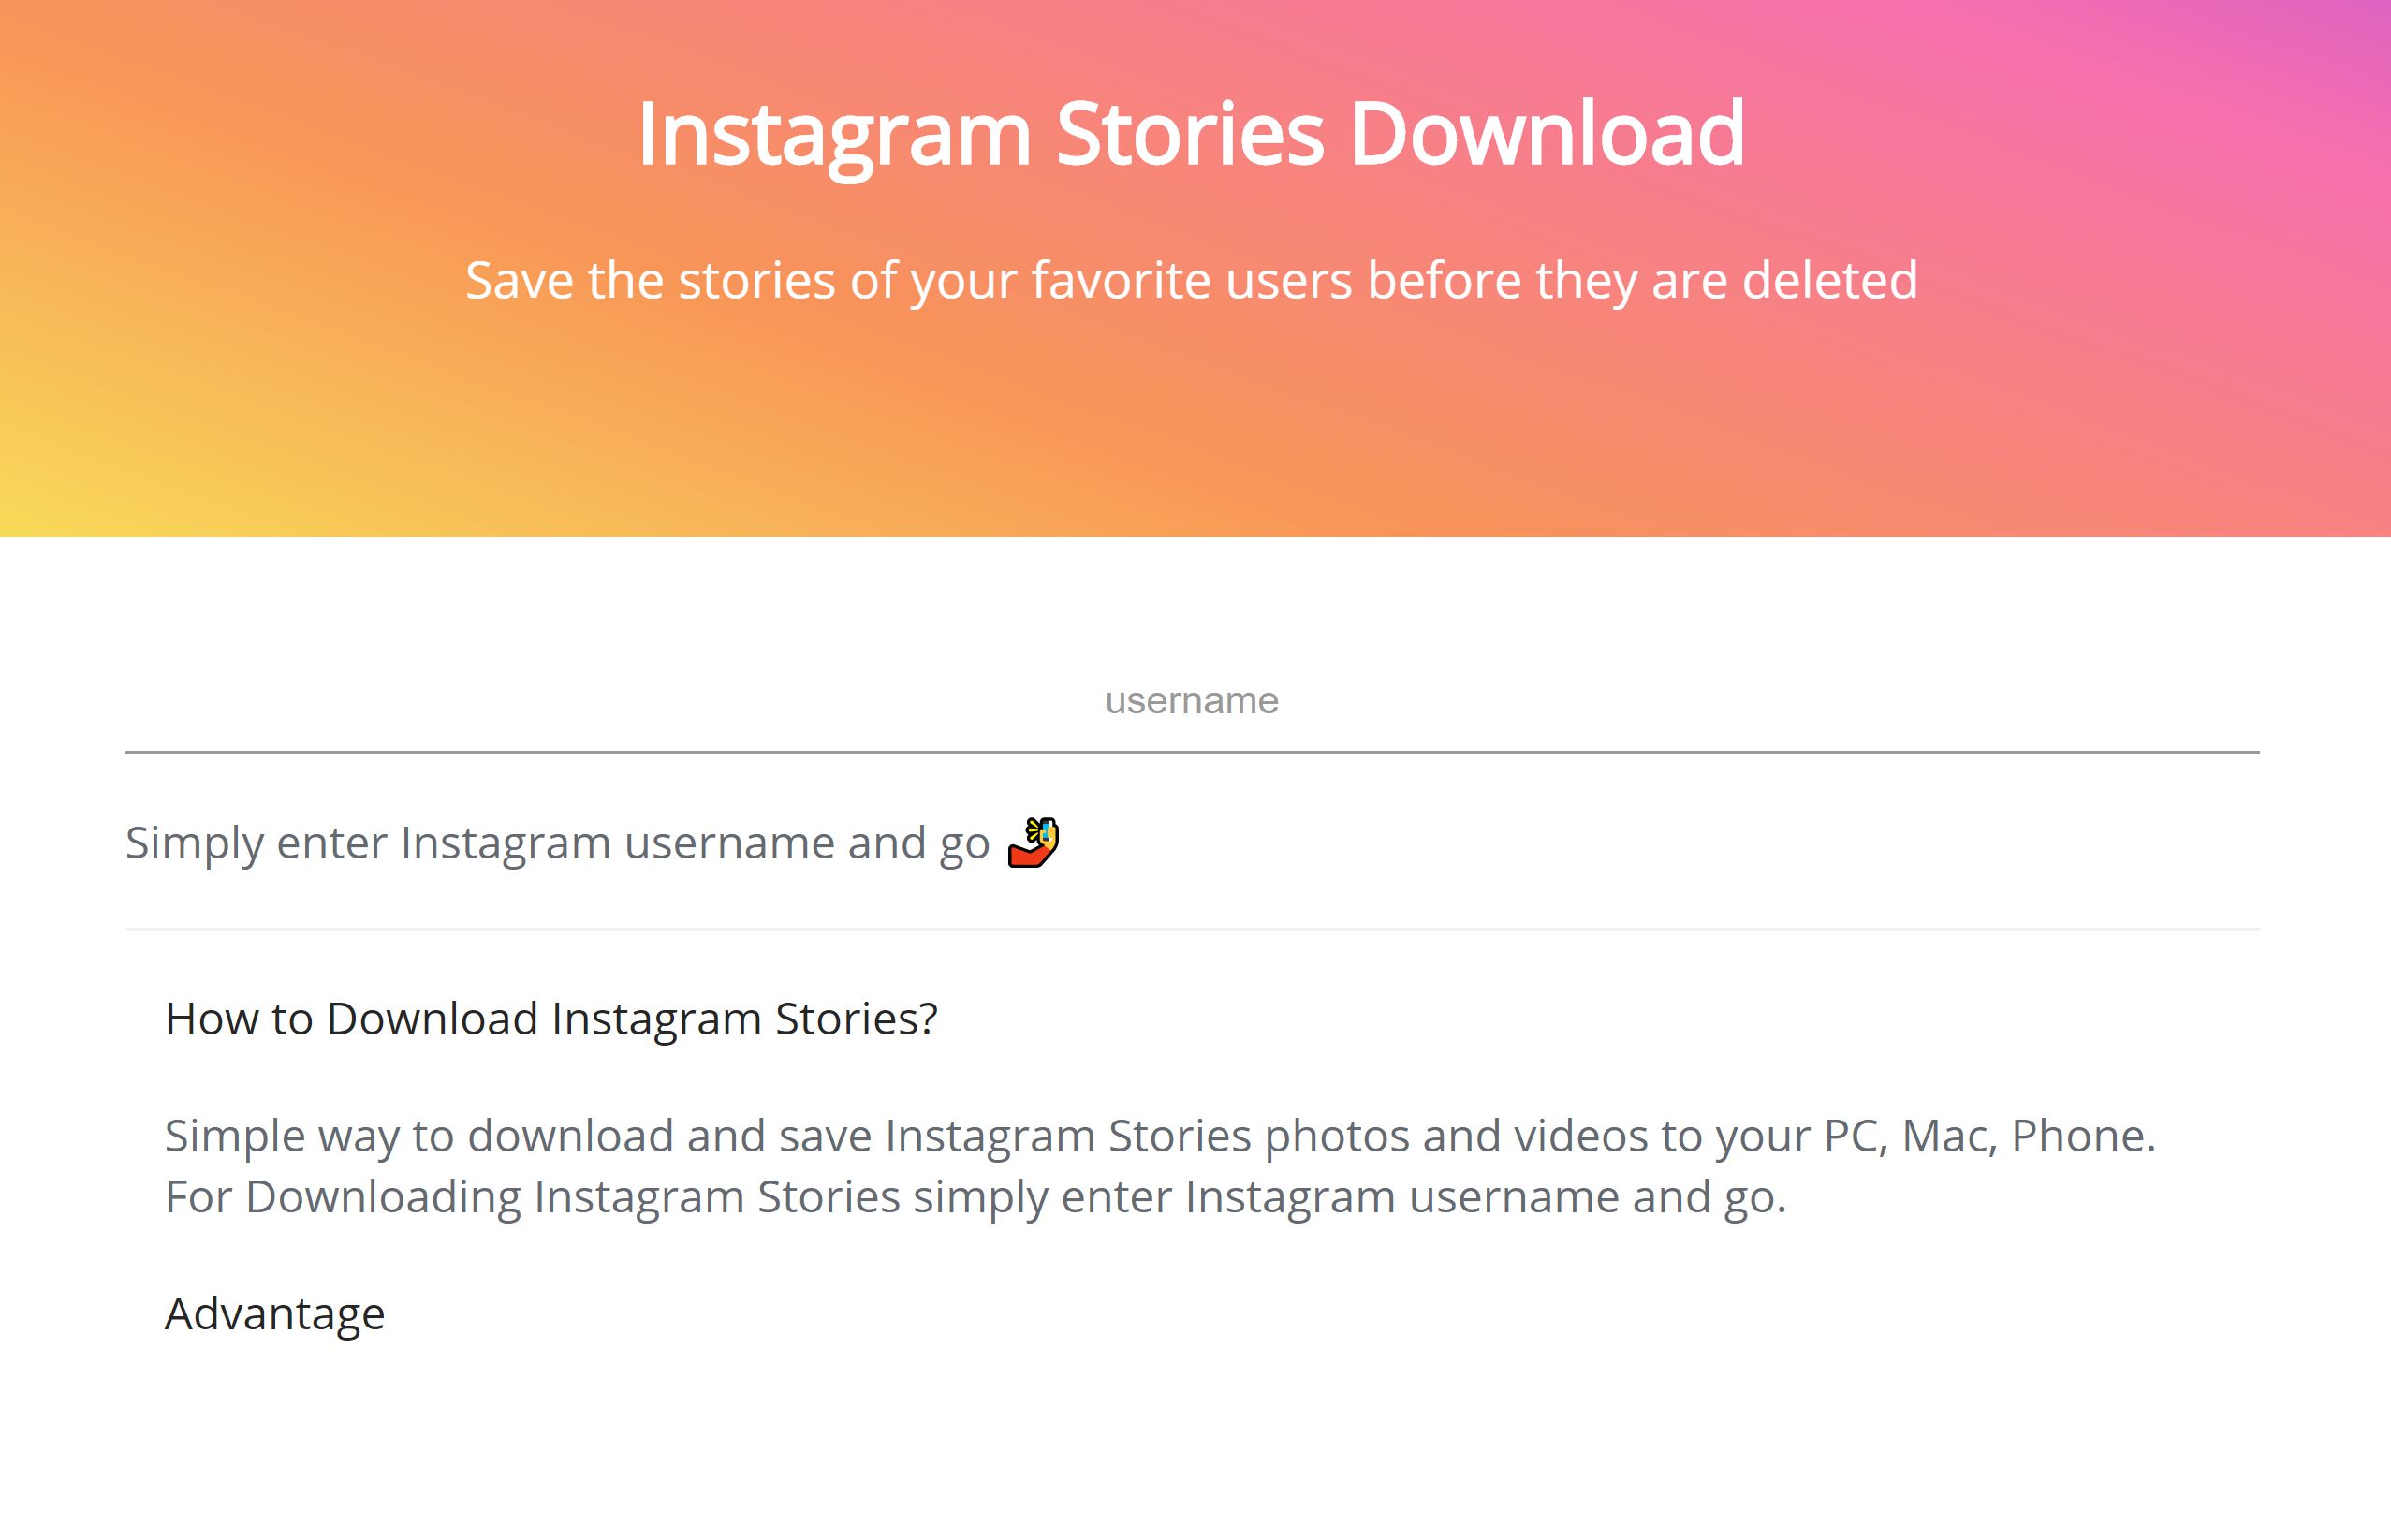 Instagram Stories Download
Save the stories of your favorite users before they are deleted
username
Simply enter Instagram username and go 🤳
How to Download Instagram Stories?
Simple way to download and save Instagram Stories photos and videos to your PC, Mac, Phone.
For Downloading Instagram Stories simply enter Instagram username and go.
Advantage